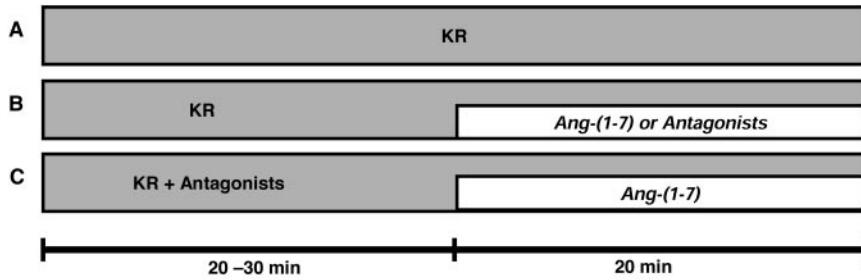 A
KR
B
KR
Ang-(1-7) or Antagonists
C
KR + Antagonists
Ang-(1-7)
20 –30 min
20 min